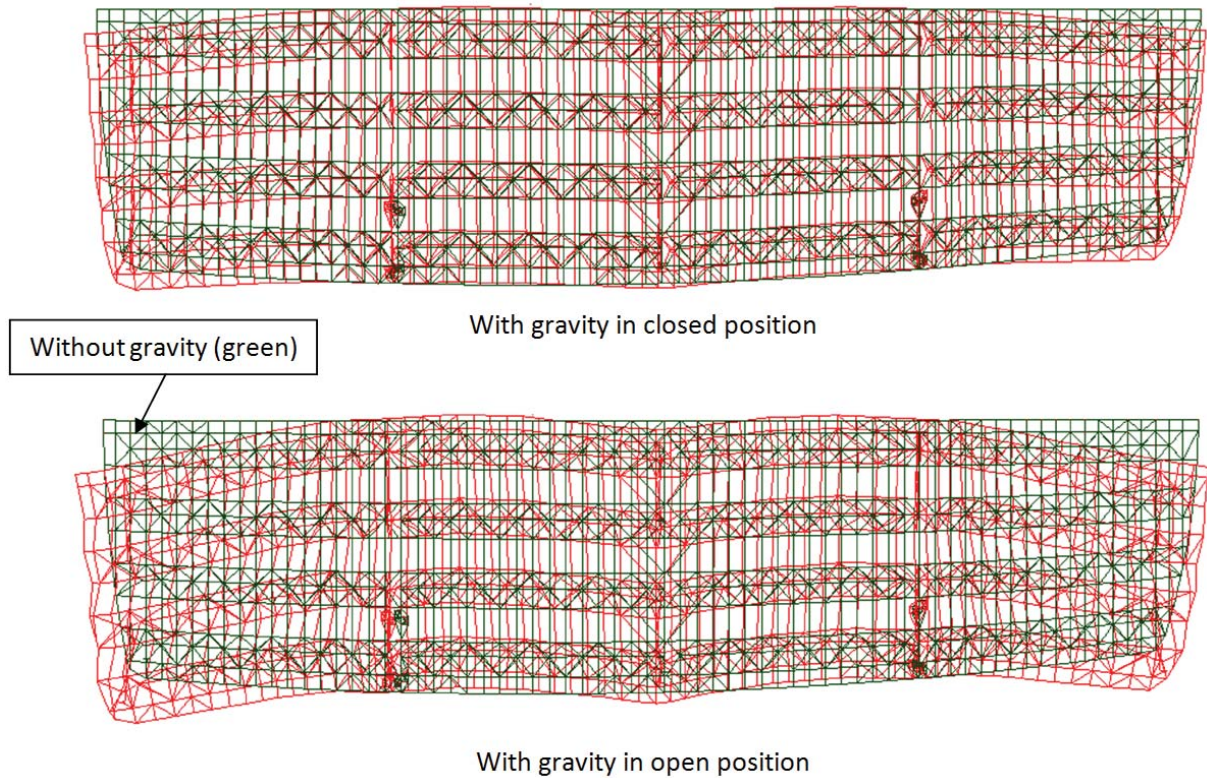 With gravity in closed position
Without gravity (green)
With gravity in open position